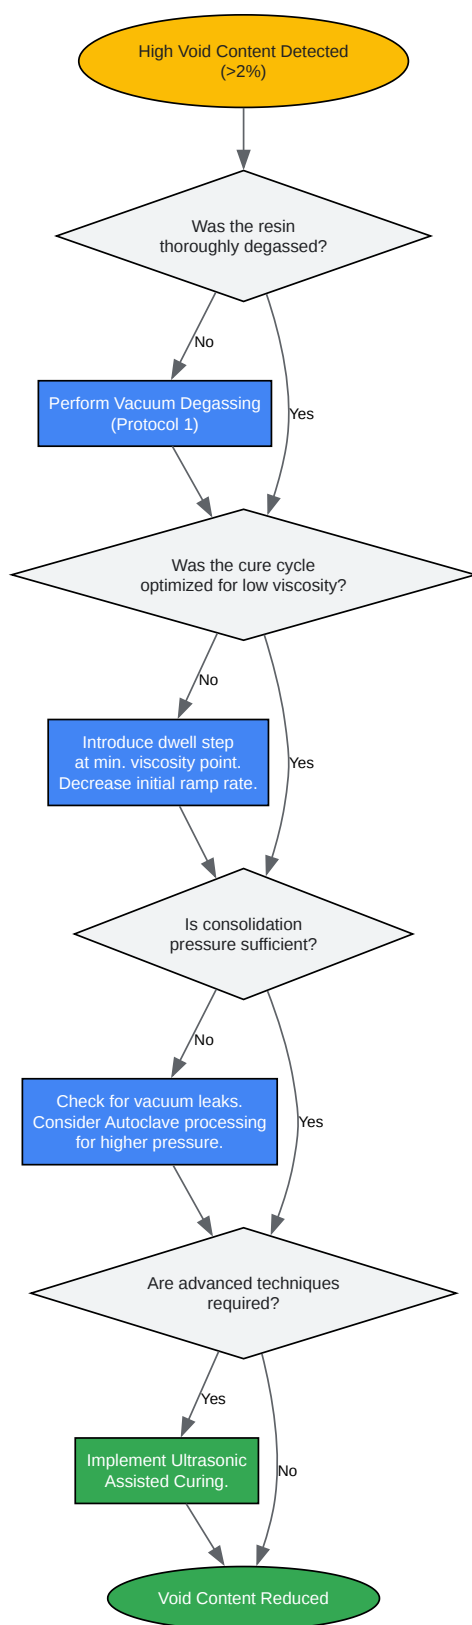 High Void Content Detected
(>2%)
Was the resin
thoroughly degassed?
No
Perform Vacuum Degassing
(Protocol 1)
Yes
Was the cure cycle
optimized for low viscosity?
No
Introduce dwell step
at min. viscosity point.
Decrease initial ramp rate.
Yes
Is consolidation
pressure sufficient?
No
Check for vacuum leaks.
Consider Autoclave processing
for higher pressure.
Yes
Are advanced techniques
required?
Yes
Implement Ultrasonic
Assisted Curing.
No
Void Content Reduced